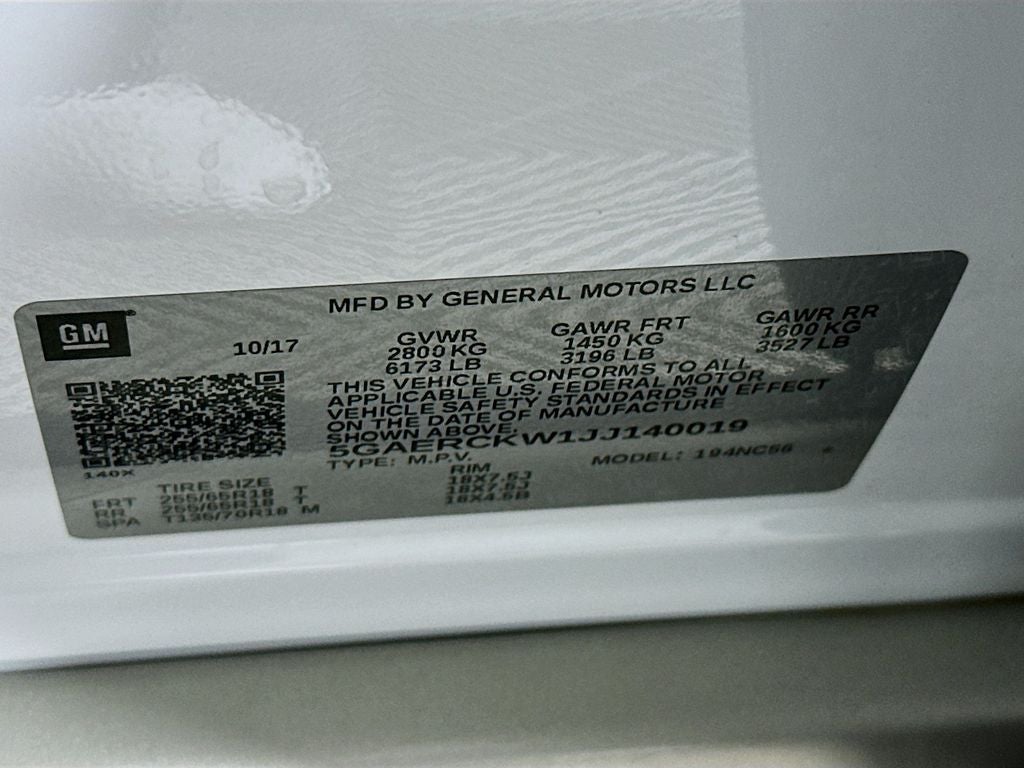 MFD BY GENERAL MOTORS LLC
GM
10/17
GVWR
2800 KG
6173 LB
GAWR FRT
1450 KG
3196 LB
GAWR RR
1600 KG
3527 LB
THIS VEHICLE CONFORMS TO ALL
APPLICABLE U.S. FEDERAL MOTOR
VEHICLE SAFETY STANDARDS IN EFFECT
ON THE DATE OF MANUFACTURE
SHOWN ABOVE.
5GAERCKW1JJ140019
TYPE: M.P.V.
MODEL: 194NC56
140X
TIRE SIZE
RIM
FRT 255/65R18 T 18X7.5J
RR 255/65R18 T 18X7.5J
SPA T135/70R18 M 18X4.5B